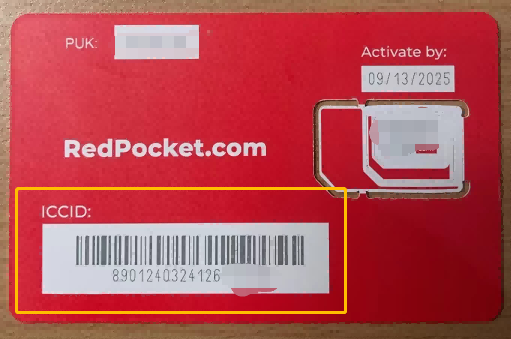 PUK:
Activate by:
09/13/2025
RedPocket.com
ICCID:
8901240324126